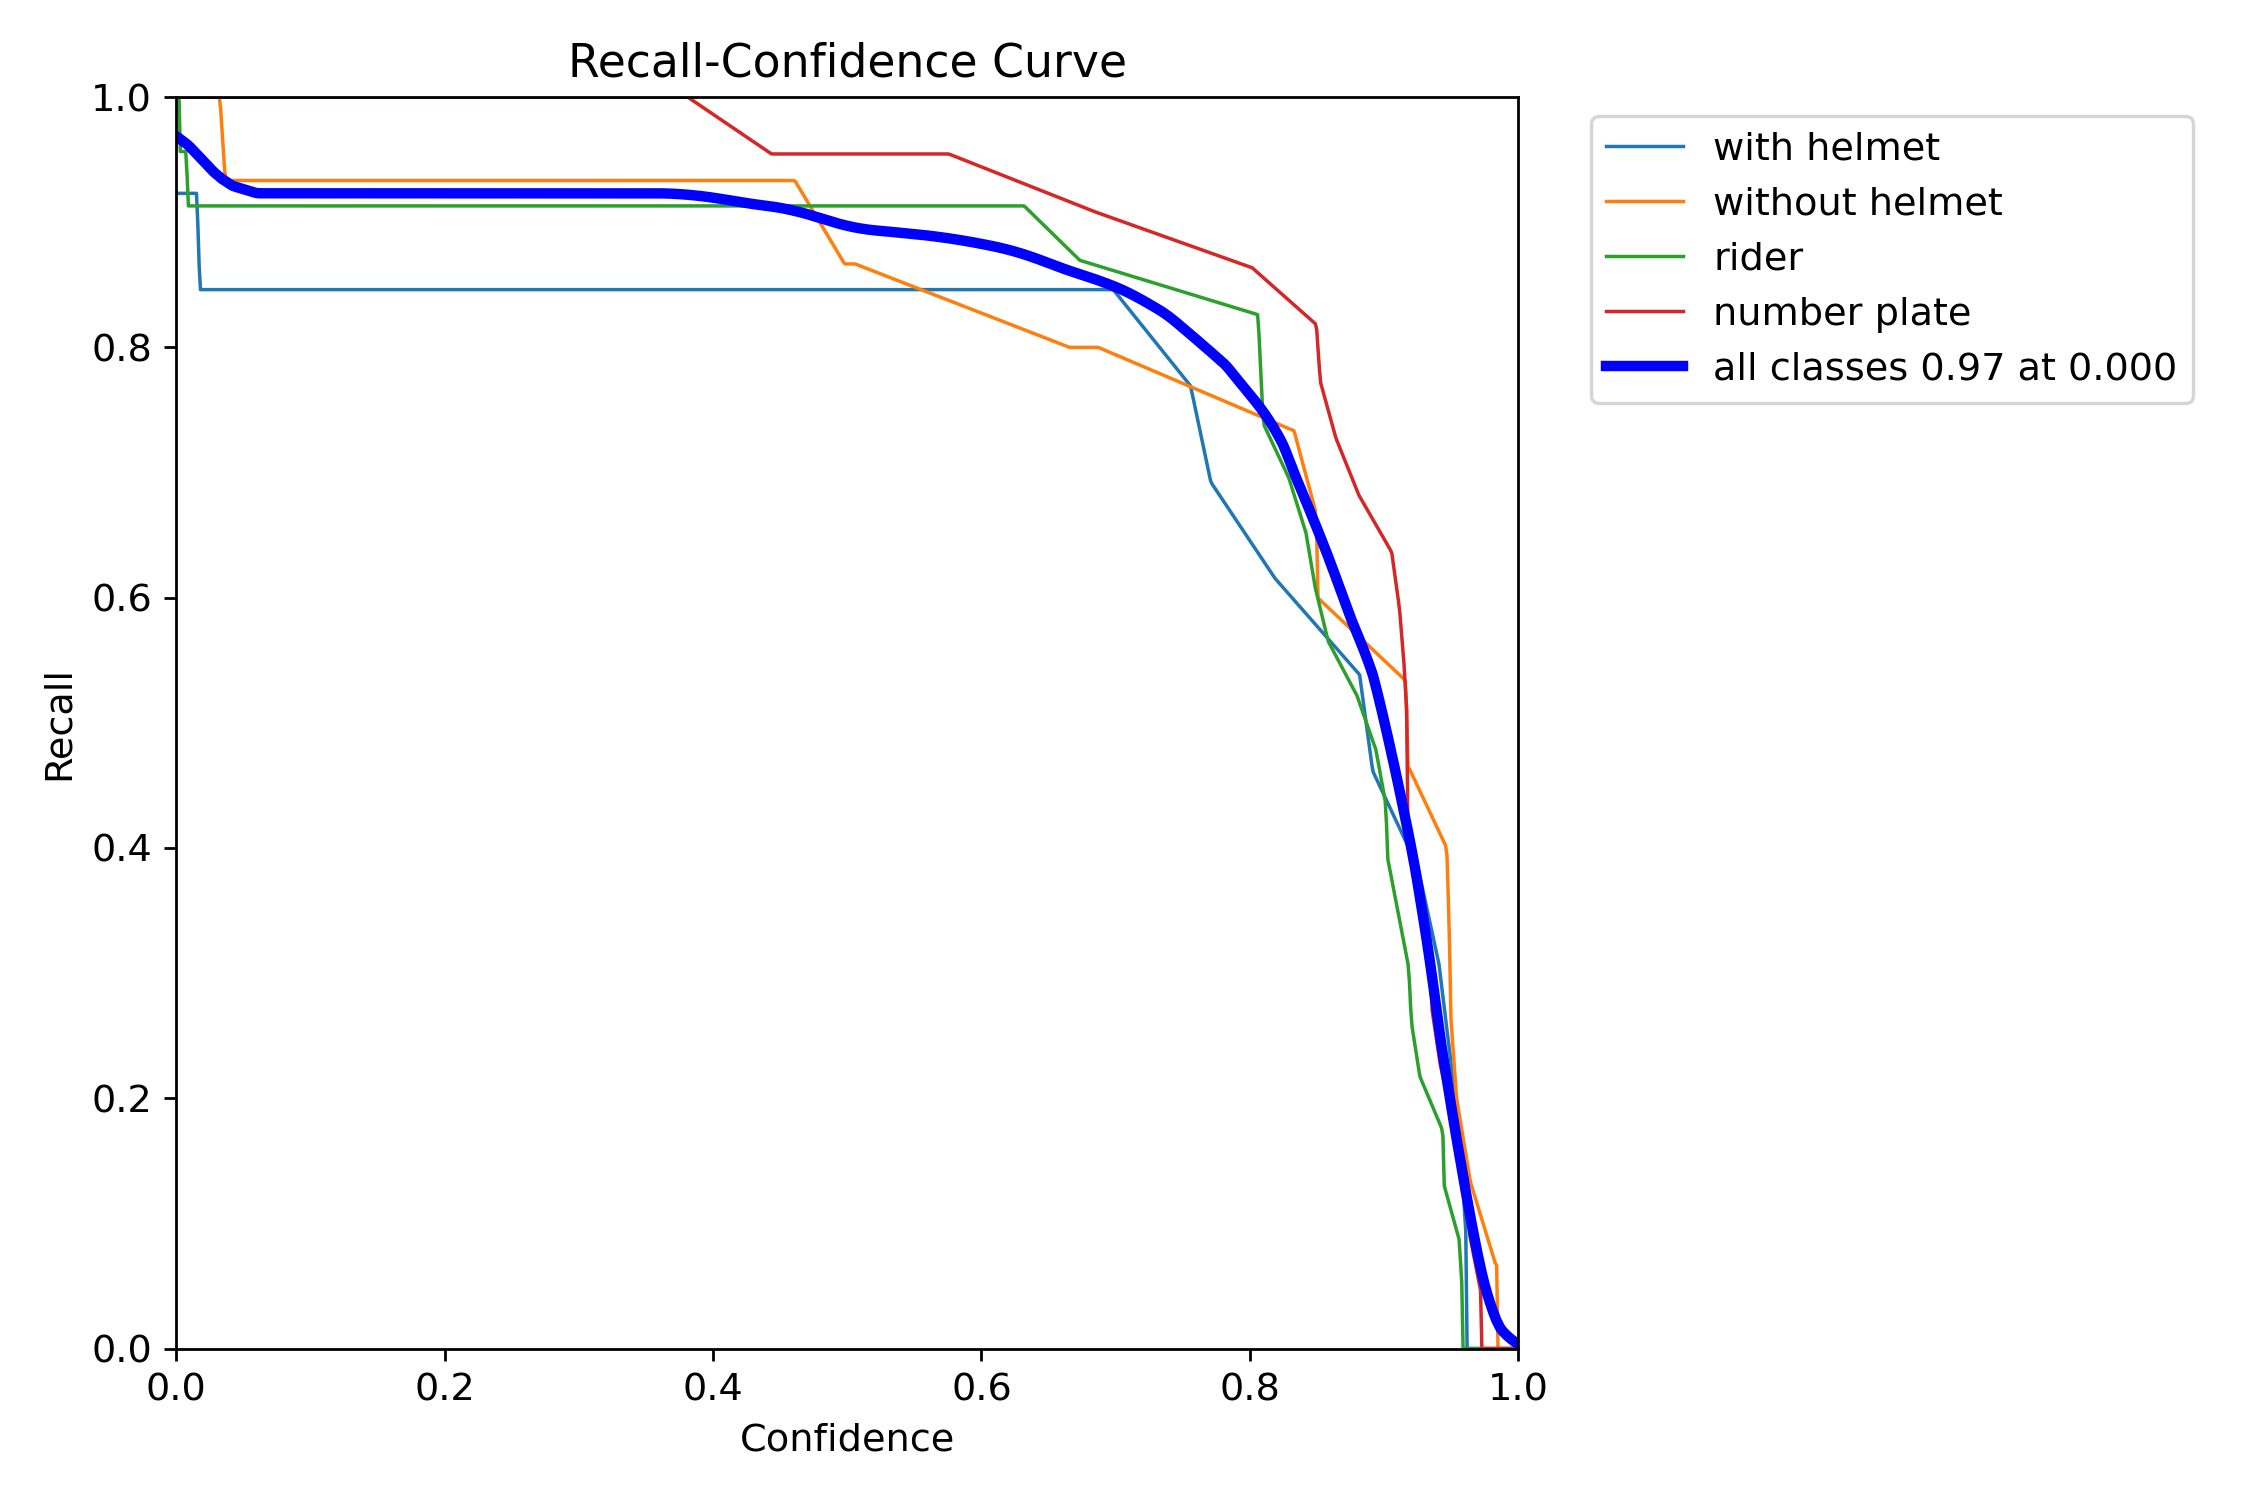 Recall-Confidence Curve
1.0
0.8
0.6
0.4
0.2
0.0
Recall
0.0 0.2 0.4 0.6 0.8 1.0
Confidence
with helmet
without helmet
rider
number plate
all classes 0.97 at 0.000